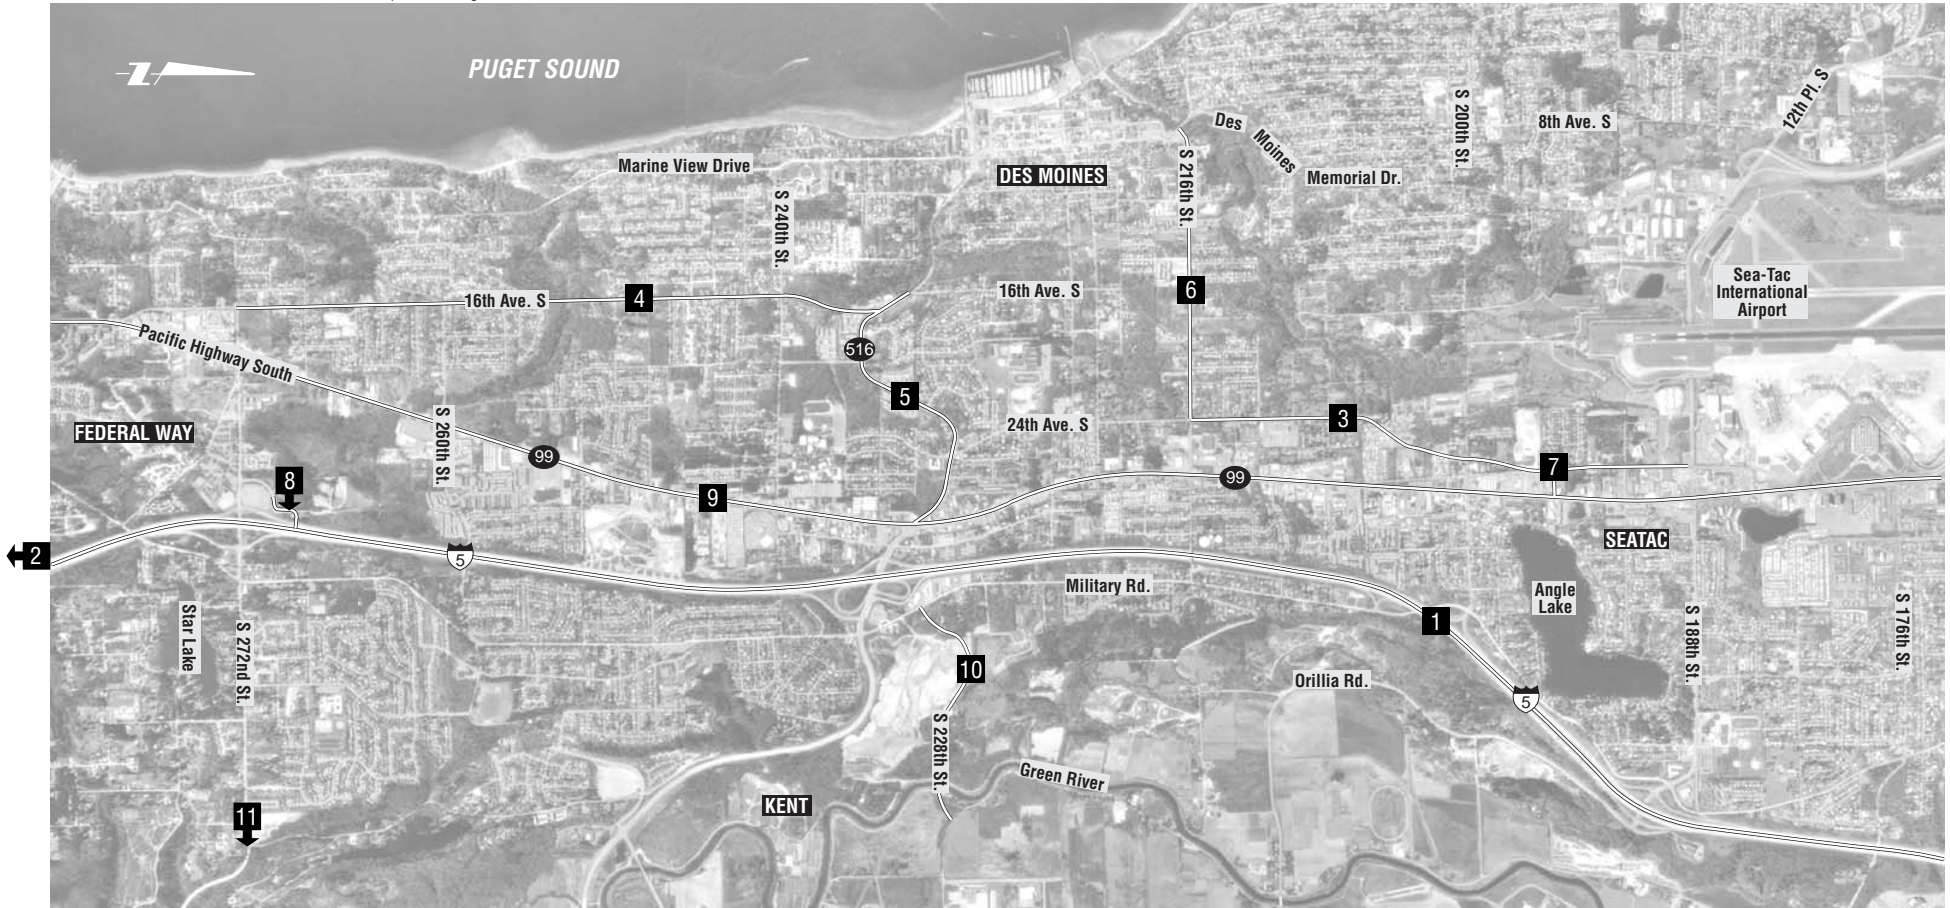 PUGET SOUND
12th Pl. S
8th Ave. S
S 200th St.
Des
Moines
Memorial Dr.
Marine View Drive
DES MOINES
S 216th St.
S 240th St.
Sea-Tac
International
Airport
16th Ave. S
4
16th Ave. S
6
Pacific Highway South
516
5
24th Ave. S
3
FEDERAL WAY
S 260th St.
99
7
99
8
9
2
5
SEATAC
Military Rd.
Angle
Lake
1
Star Lake
S 272nd St.
10
S 188th St.
S 176th St.
Orillia Rd.
5
S 228th St.
Green River
KENT
11